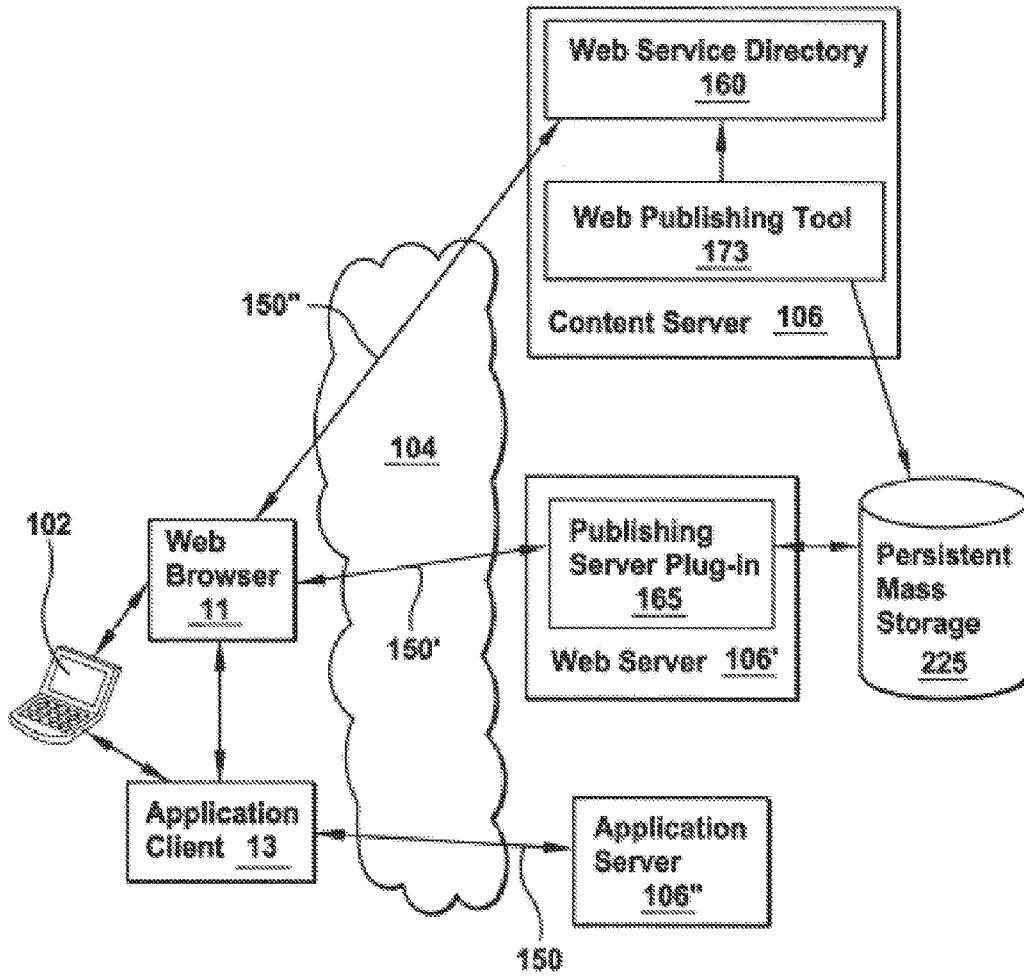 Web Service Directory
160
Web Publishing Tool
173
Content Server 106
150"
104
102
Web
Browser
11
150'
Publishing
Server Plug-in
165
Web Server 106'
Persistent
Mass
Storage
225
Application
Client 13
Application
Server
106"
150